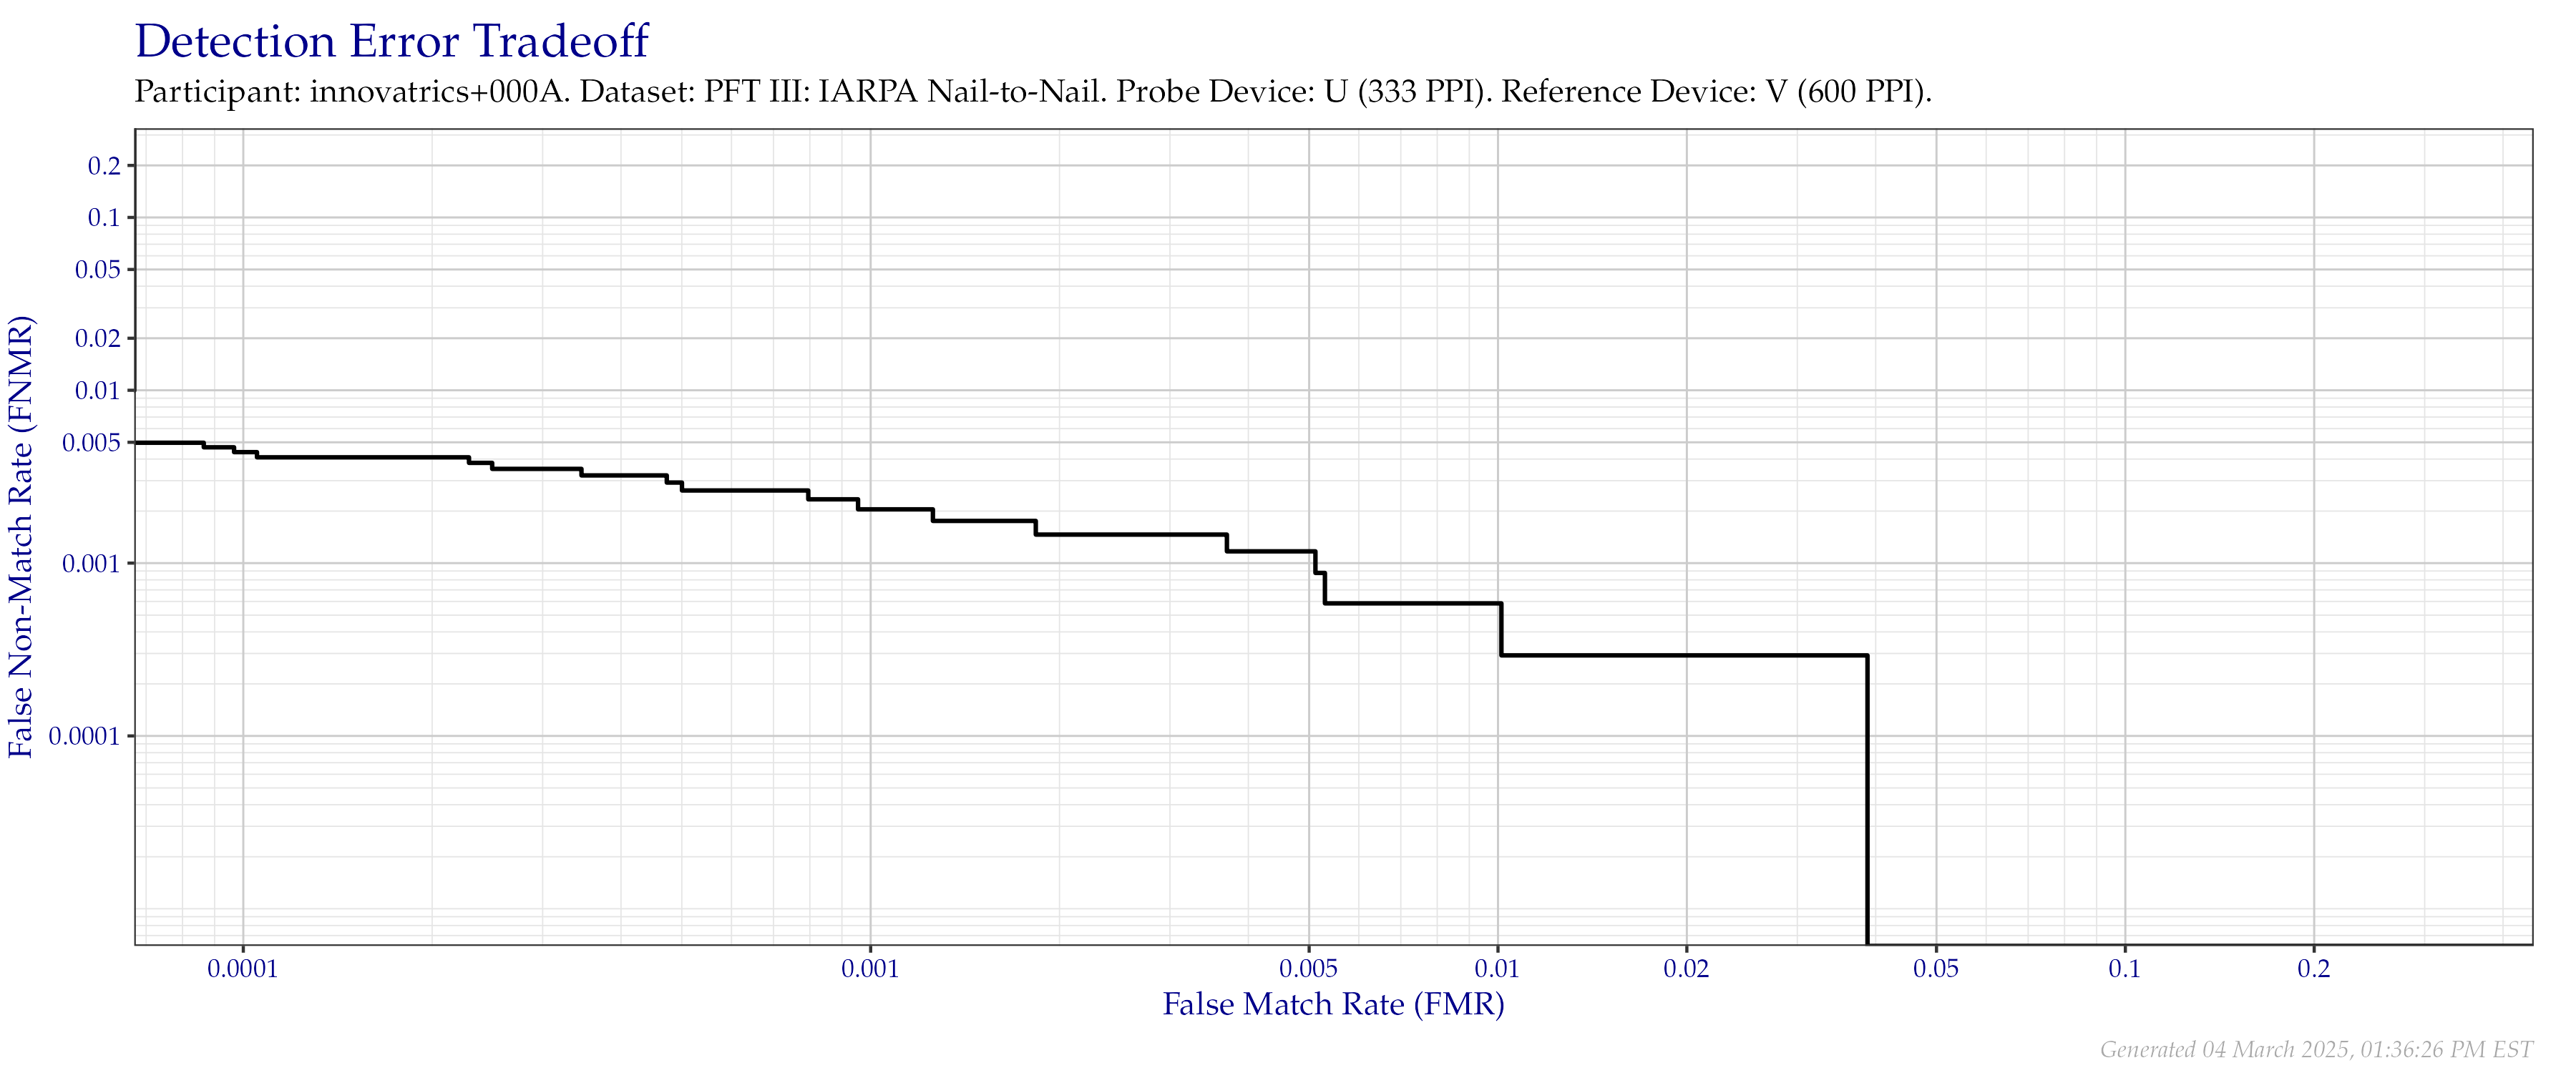 Detection Error Tradeoff
Participant: innovatrics+000A. Dataset: PFT III: IARPA Nail-to-Nail. Probe Device: U (333 PPI). Reference Device: V (600 PPI).
False Non-Match Rate (FNMR)
0.2
0.1
0.05
0.02
0.01
0.005
0.001
0.0001
0.0001 0.001 0.005 0.01 0.02 0.05 0.1 0.2
False Match Rate (FMR)
Generated 04 March 2025, 01:36:26 PM EST